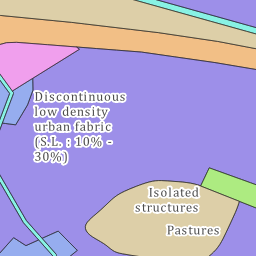 Discontinuous
low density
urban fabric
(S.L. : 10% -
30%)
Isolated
structures
Pastures